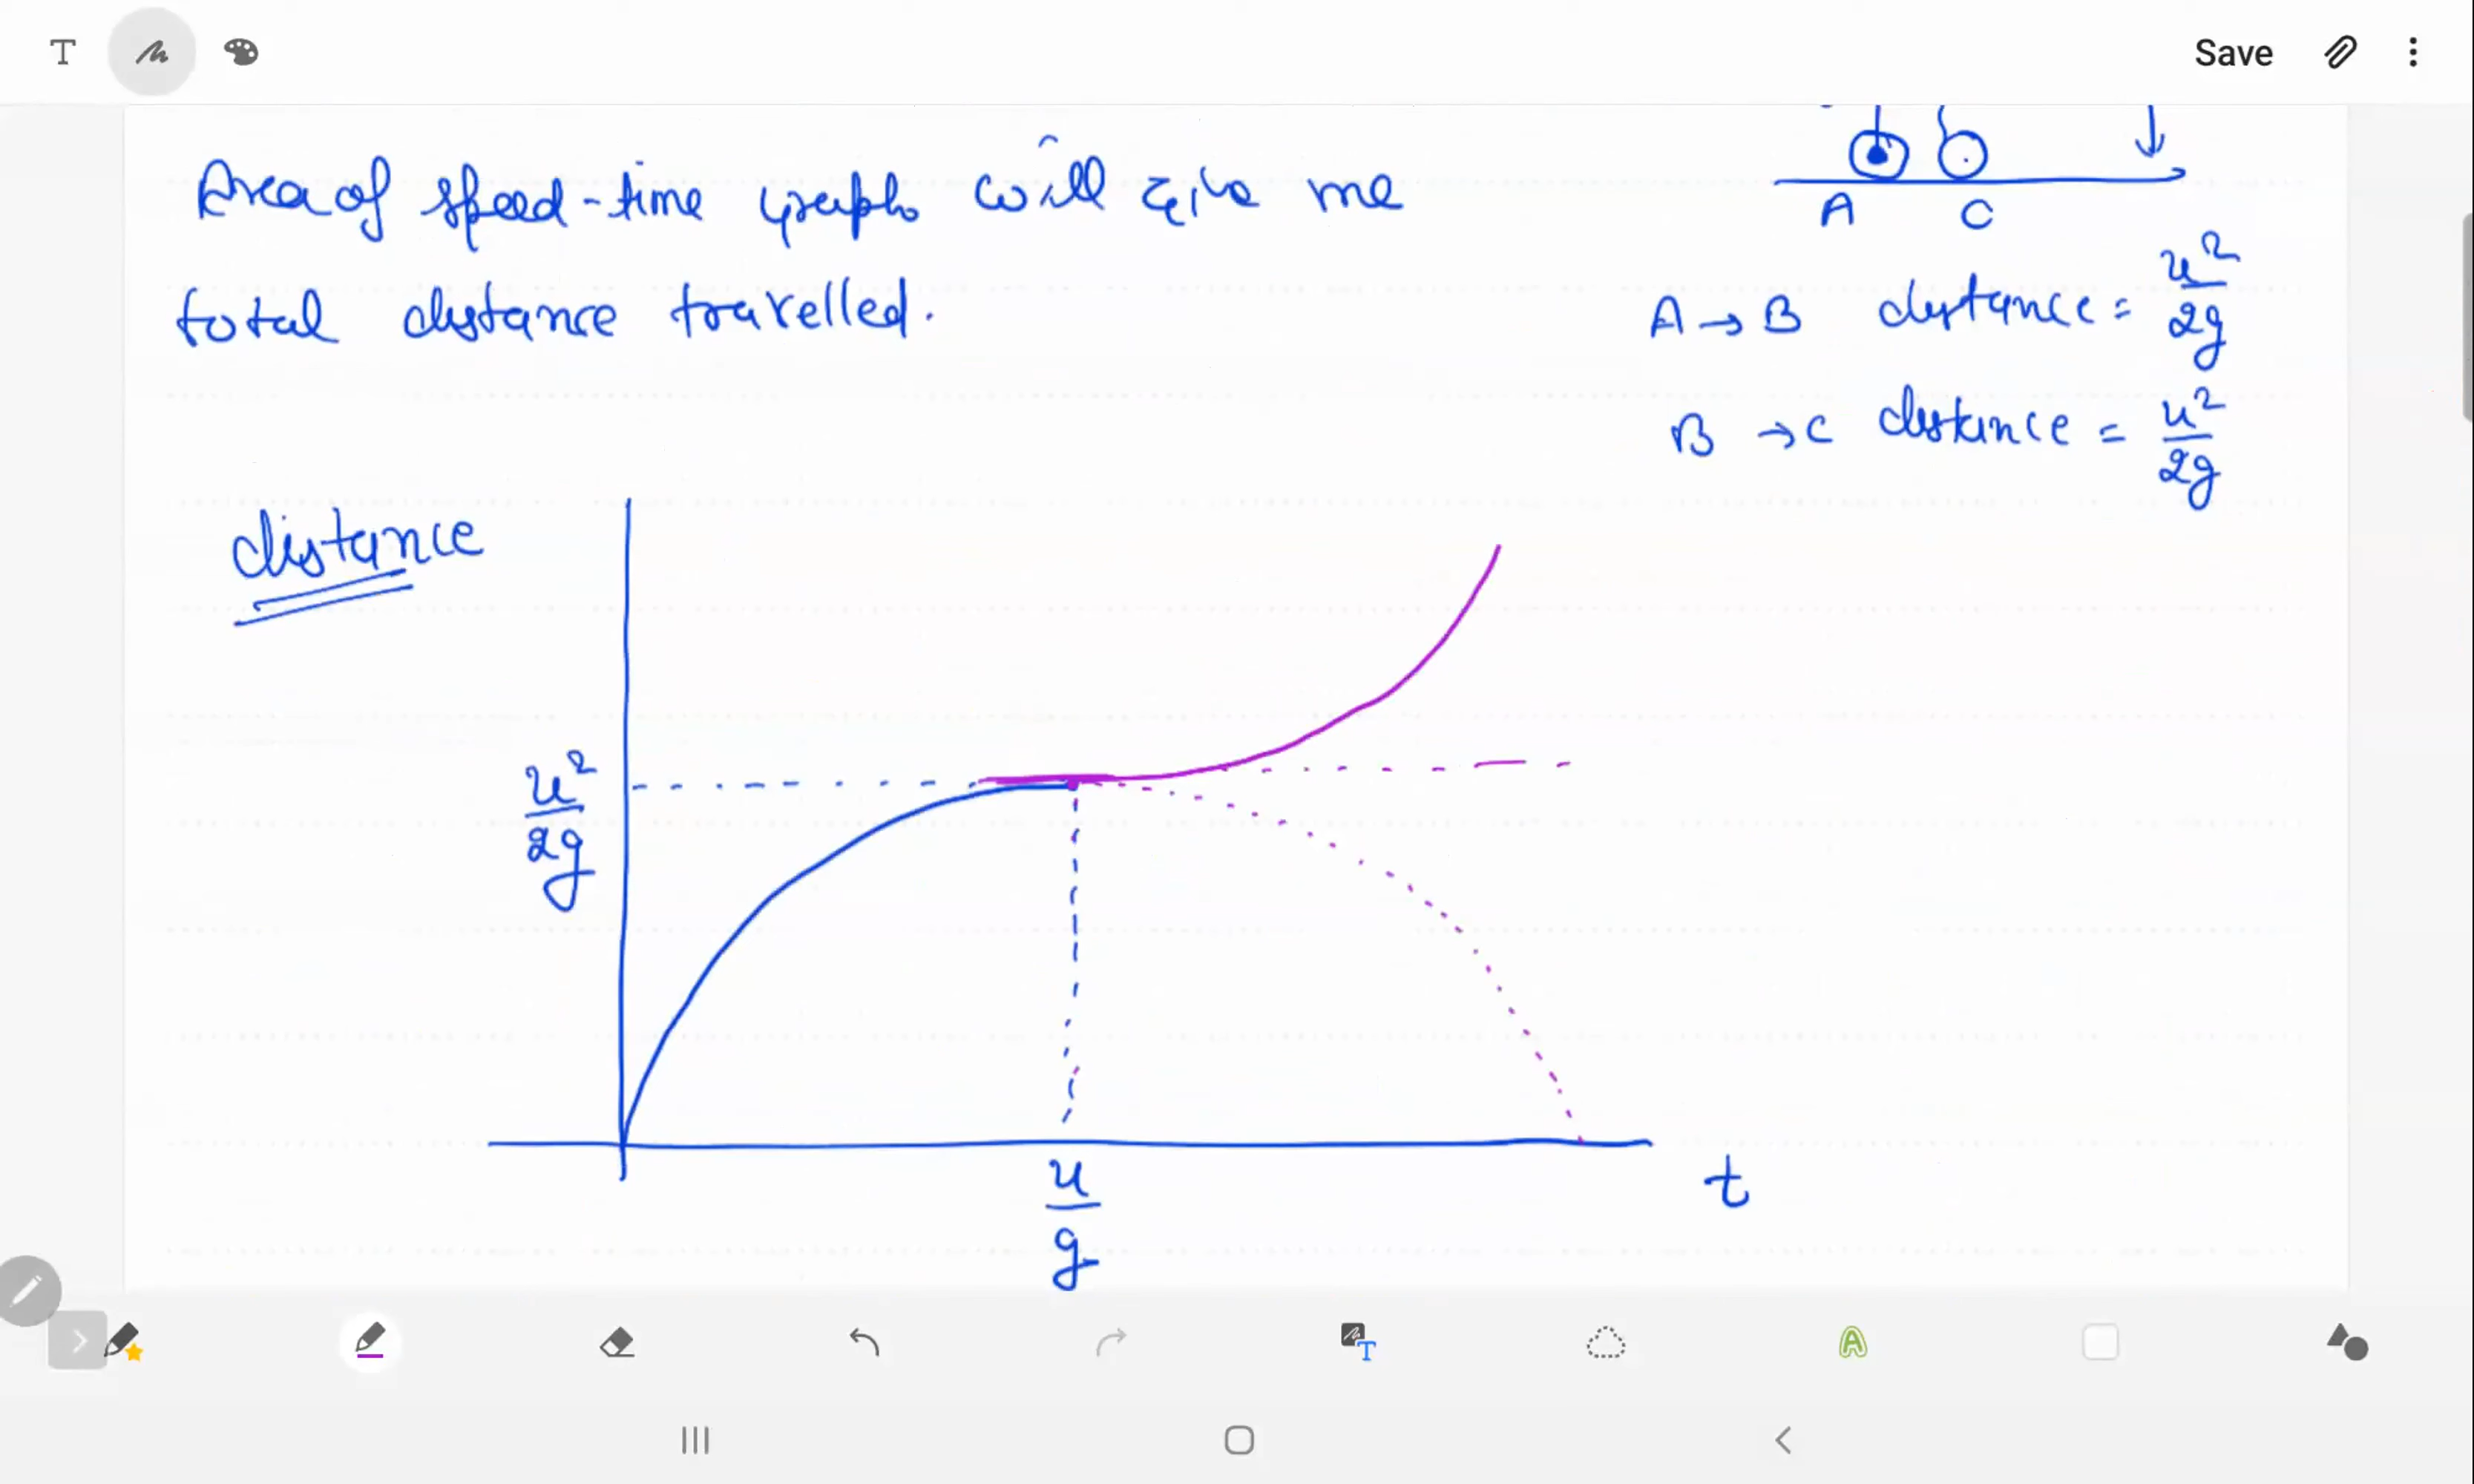 Save
Area of speed-time graph will give me
total distance travelled.
A C
A → B distance = u²/2g
B → C distance = u²/2g
distance
u²/2g
u/g
t